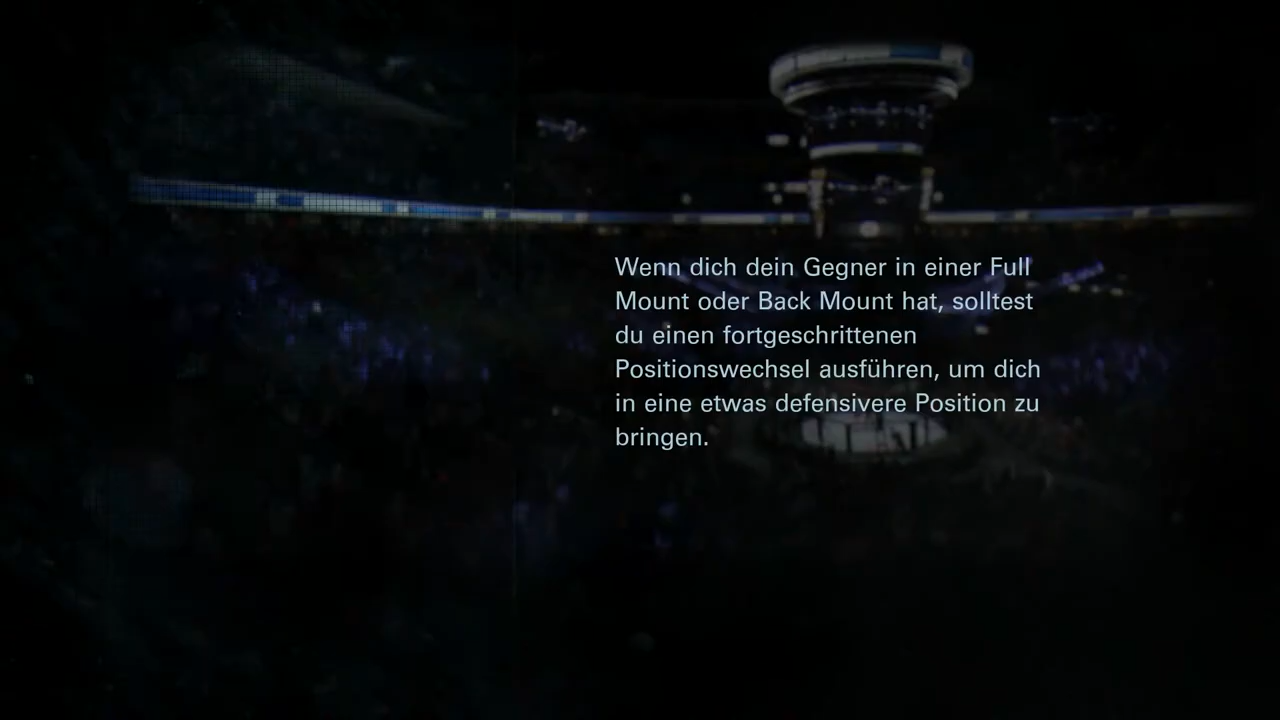 Wenn dich dein Gegner in einer Full
Mount oder Back Mount hat, solltest
du einen fortgeschrittenen
Positionswechsel ausführen, um dich
in eine etwas defensivere Position zu
bringen.